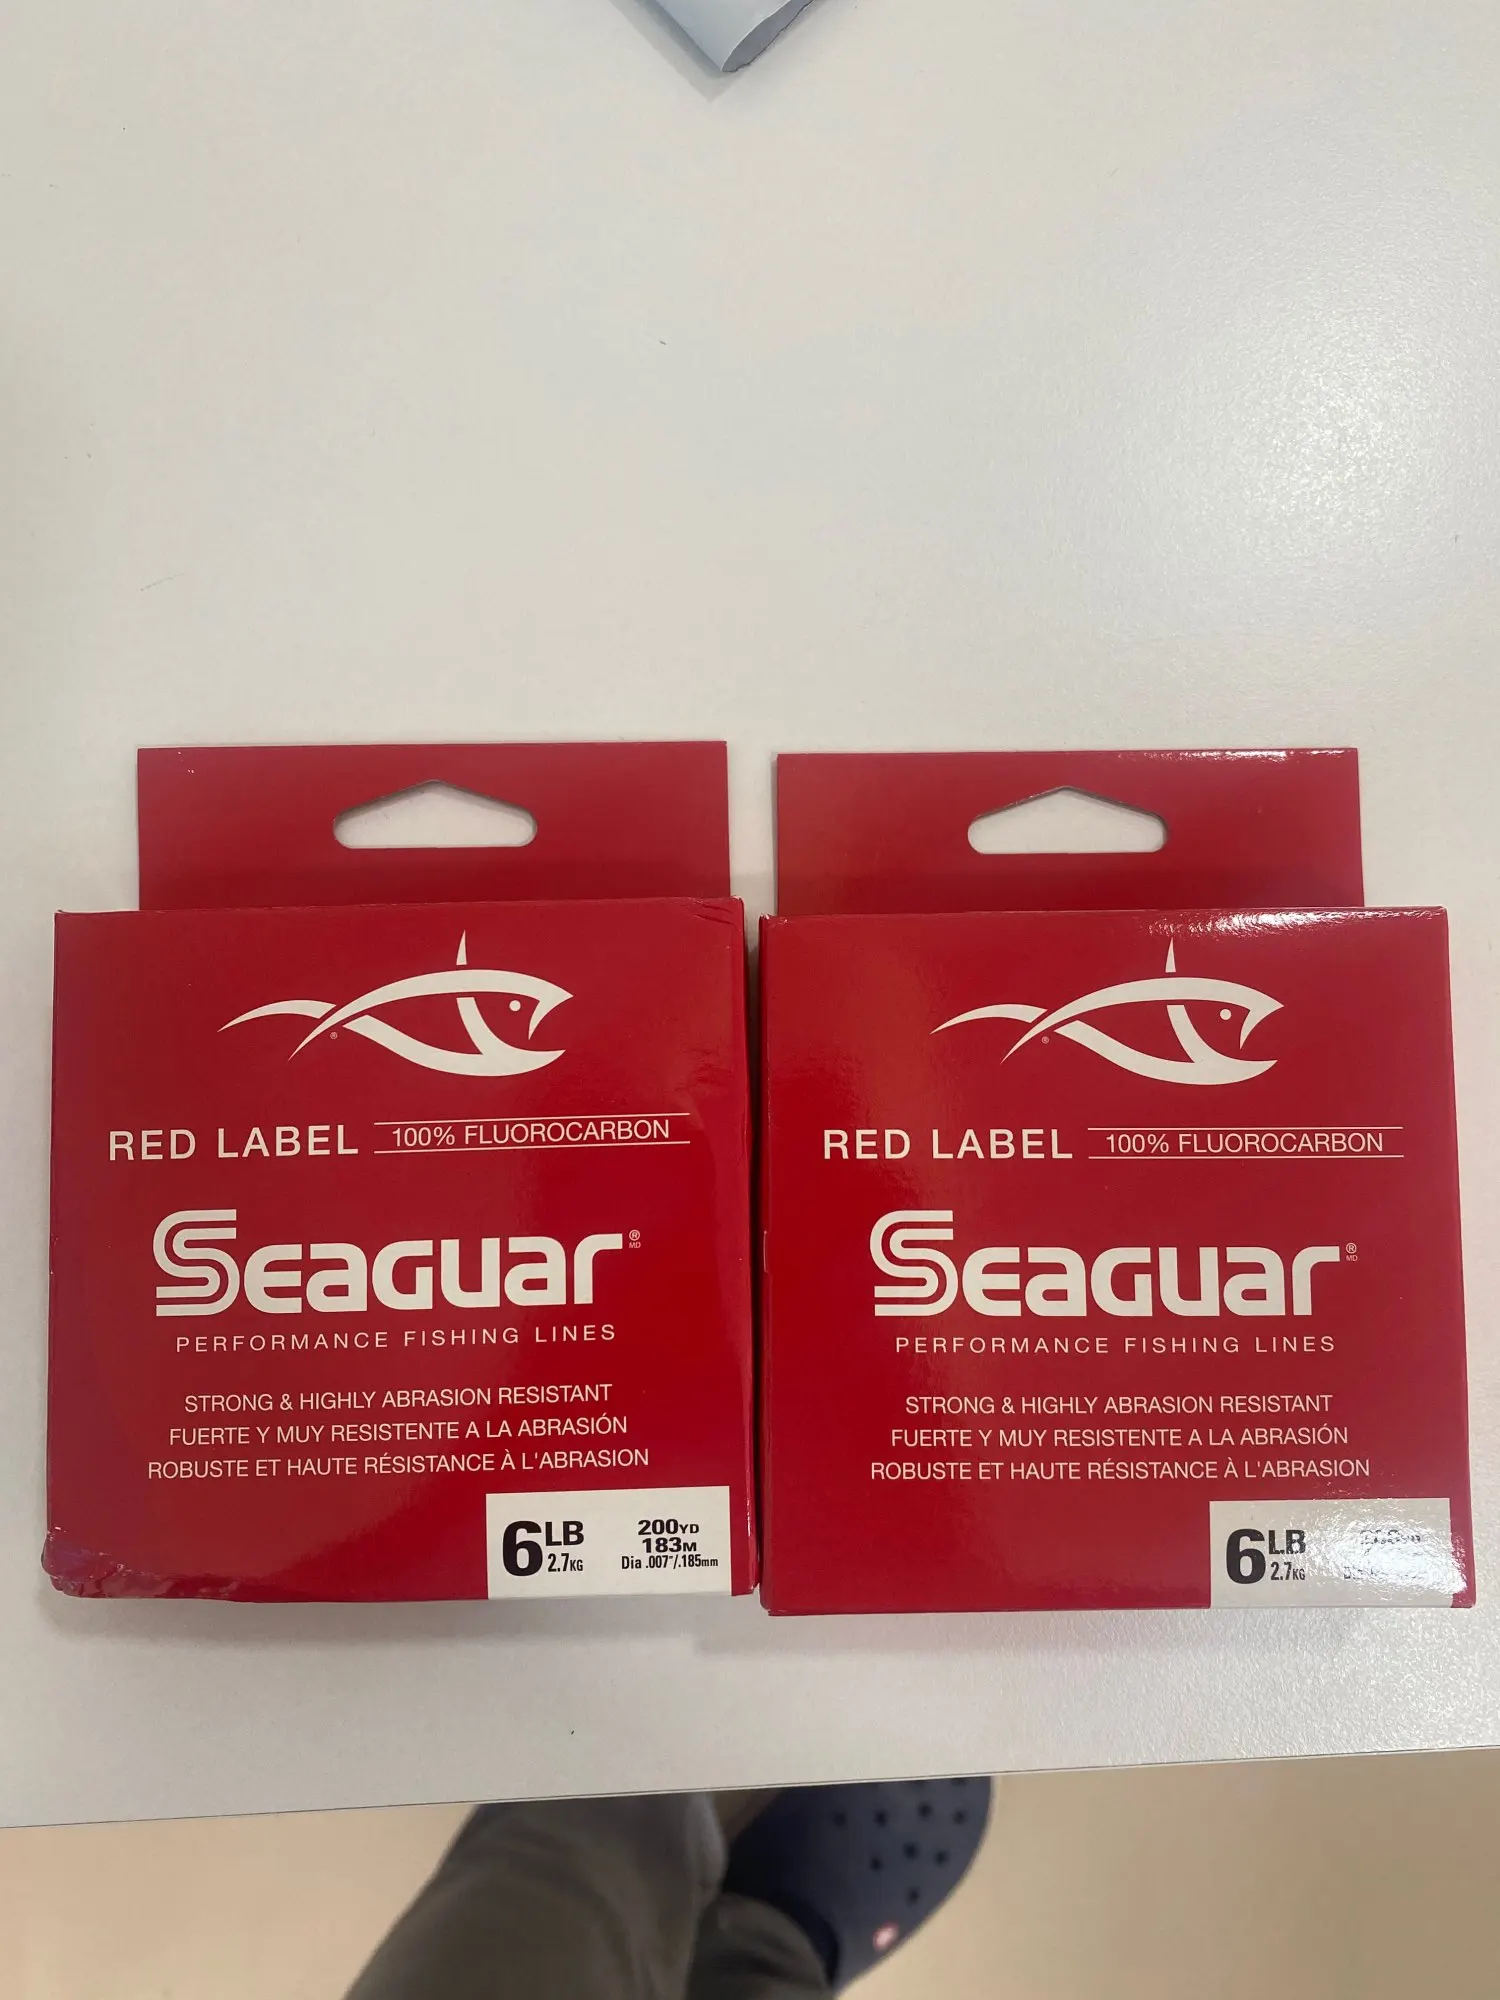 RED LABEL 100% FLUOROCARBON
Seaguar® MD
PERFORMANCE FISHING LINES
STRONG & HIGHLY ABRASION RESISTANT
FUERTE Y MUY RESISTENTE A LA ABRASIÓN
ROBUSTE ET HAUTE RÉSISTANCE À L'ABRASION
6LB
2.7KG
200YD
183M
Dia .007"/.185mm
RED LABEL 100% FLUOROCARBON
Seaguar® MD
PERFORMANCE FISHING LINES
STRONG & HIGHLY ABRASION RESISTANT
FUERTE Y MUY RESISTENTE A LA ABRASIÓN
ROBUSTE ET HAUTE RÉSISTANCE À L'ABRASION
6LB
2.7KG